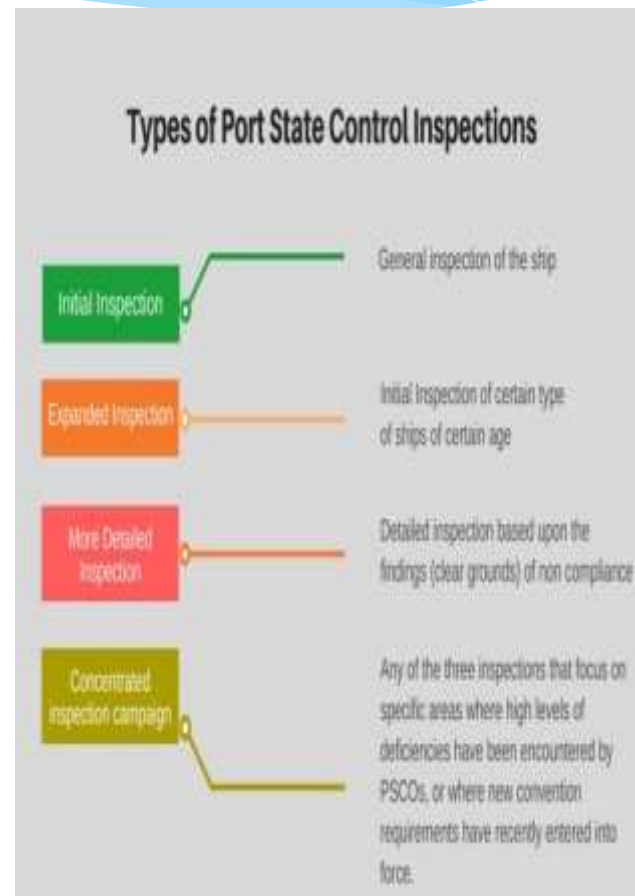 Types of Port State Control Inspections
Initial Inspection
General inspection of the ship
Expanded Inspection
Initial Inspection of certain type
of ships of certain age
More Detailed
Inspection
Detailed inspection based upon the
findings (clear grounds) of non compliance
Concentrated
inspection campaign
Any of the three inspections that focus on
specific areas where high levels of
deficiencies have been encountered by
PSCOs, or where new convention
requirements have recently entered into
force.